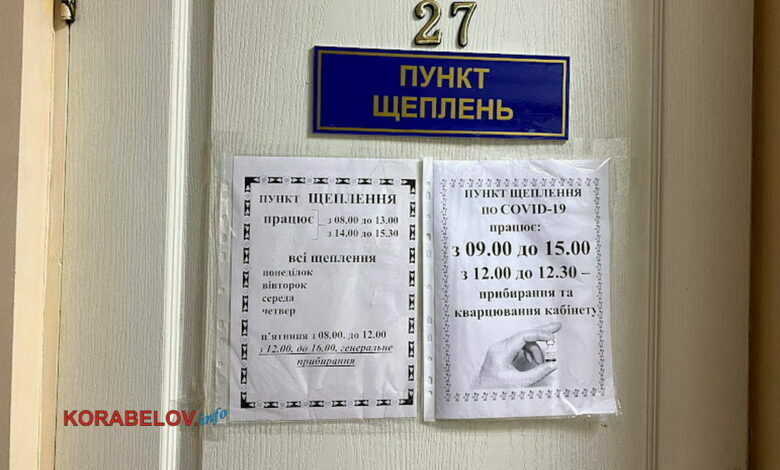 27
ПУНКТ
ЩЕПЛЕНЬ
ПУНКТ ЩЕПЛЕННЯ
працює з 08.00 до 13.00
з 14.00 до 15.30
всі щеплення
понеділок
вівторок
середа
четвер
п’ятниця з 08.00. до 12.00
з 12.00. до 16.00. генеральне
прибирання
ПУНКТ ЩЕПЛЕННЯ
по COVID-19
працює:
з 09.00 до 15.00
з 12.00 до 12.30 –
прибирання та
кварцювання кабінету
KORABELOV.info